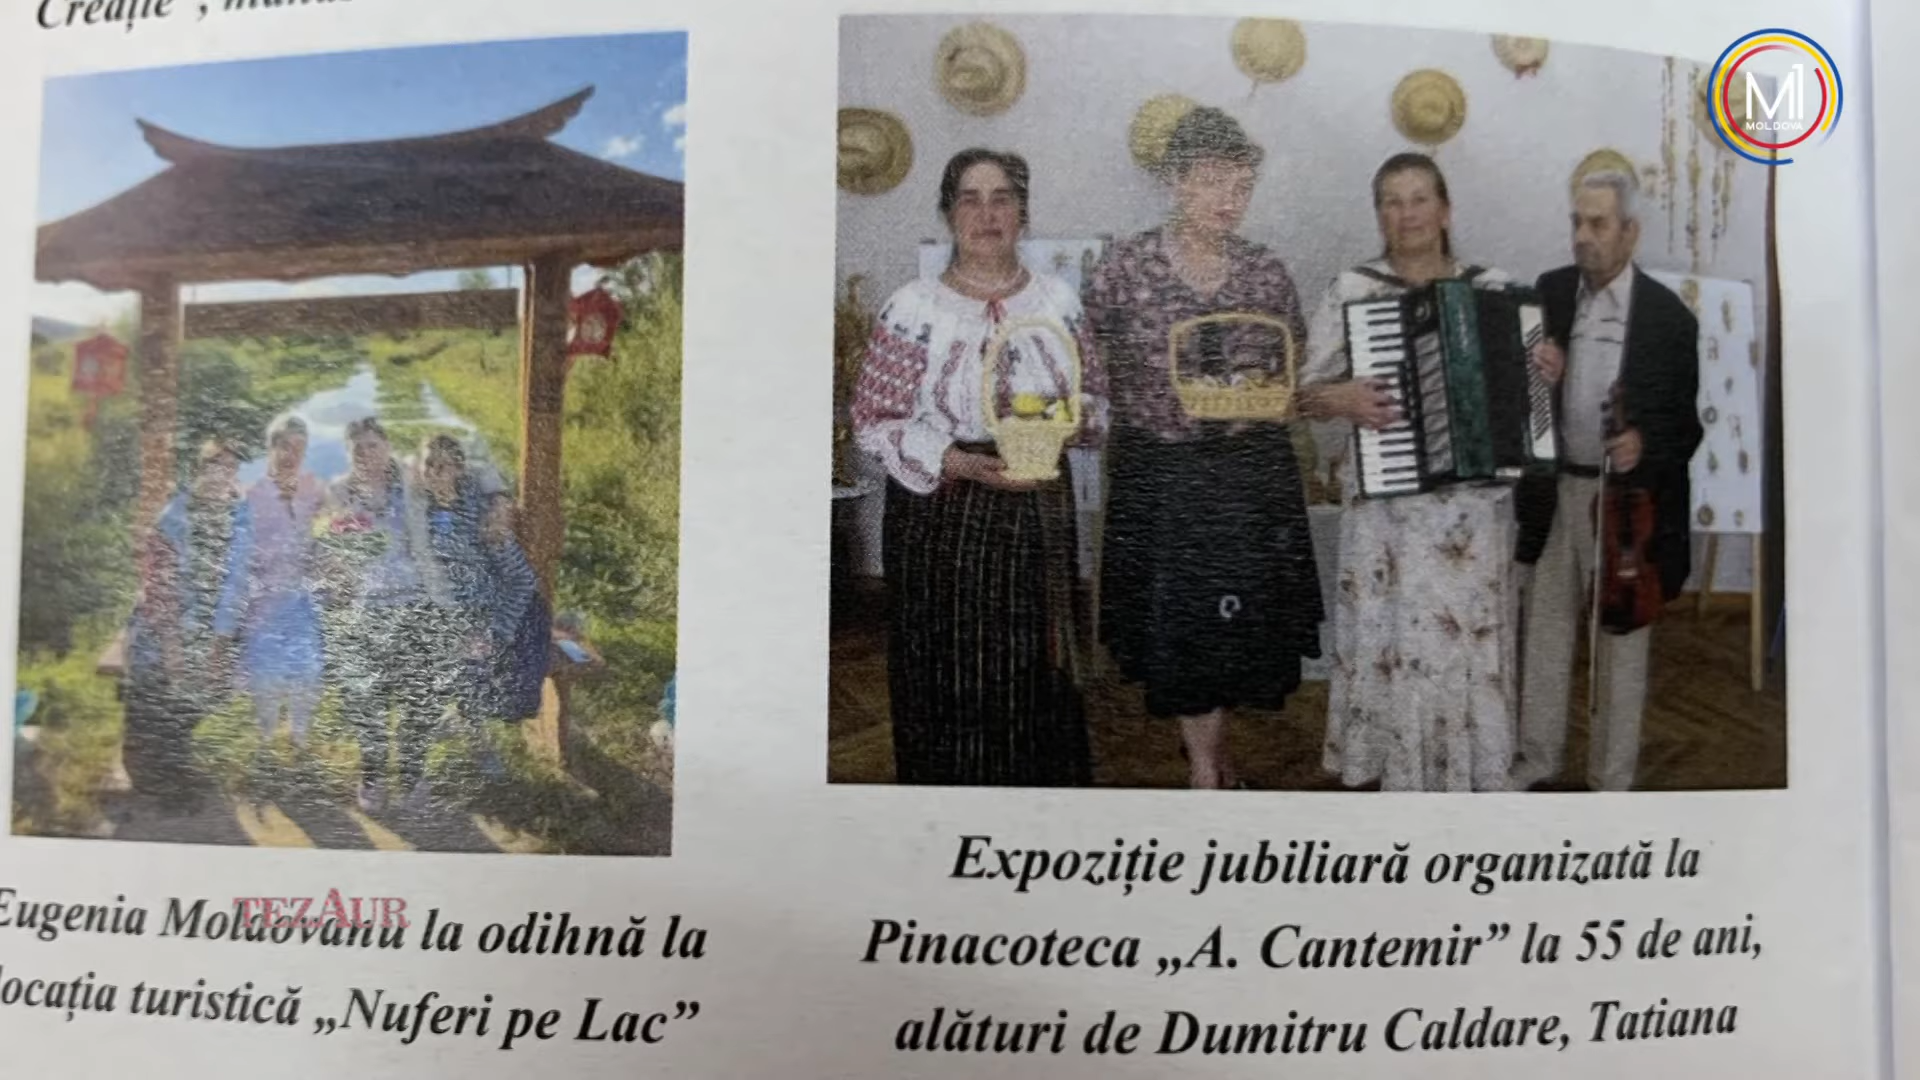 Creație",
M1
MOLDOVA
Eugenia Moldovanu la odihnă la
locația turistică „Nuferi pe Lac”
TEZAUR
Expoziție jubiliară organizată la
Pinacoteca „A. Cantemir” la 55 de ani,
alături de Dumitru Caldare, Tatiana